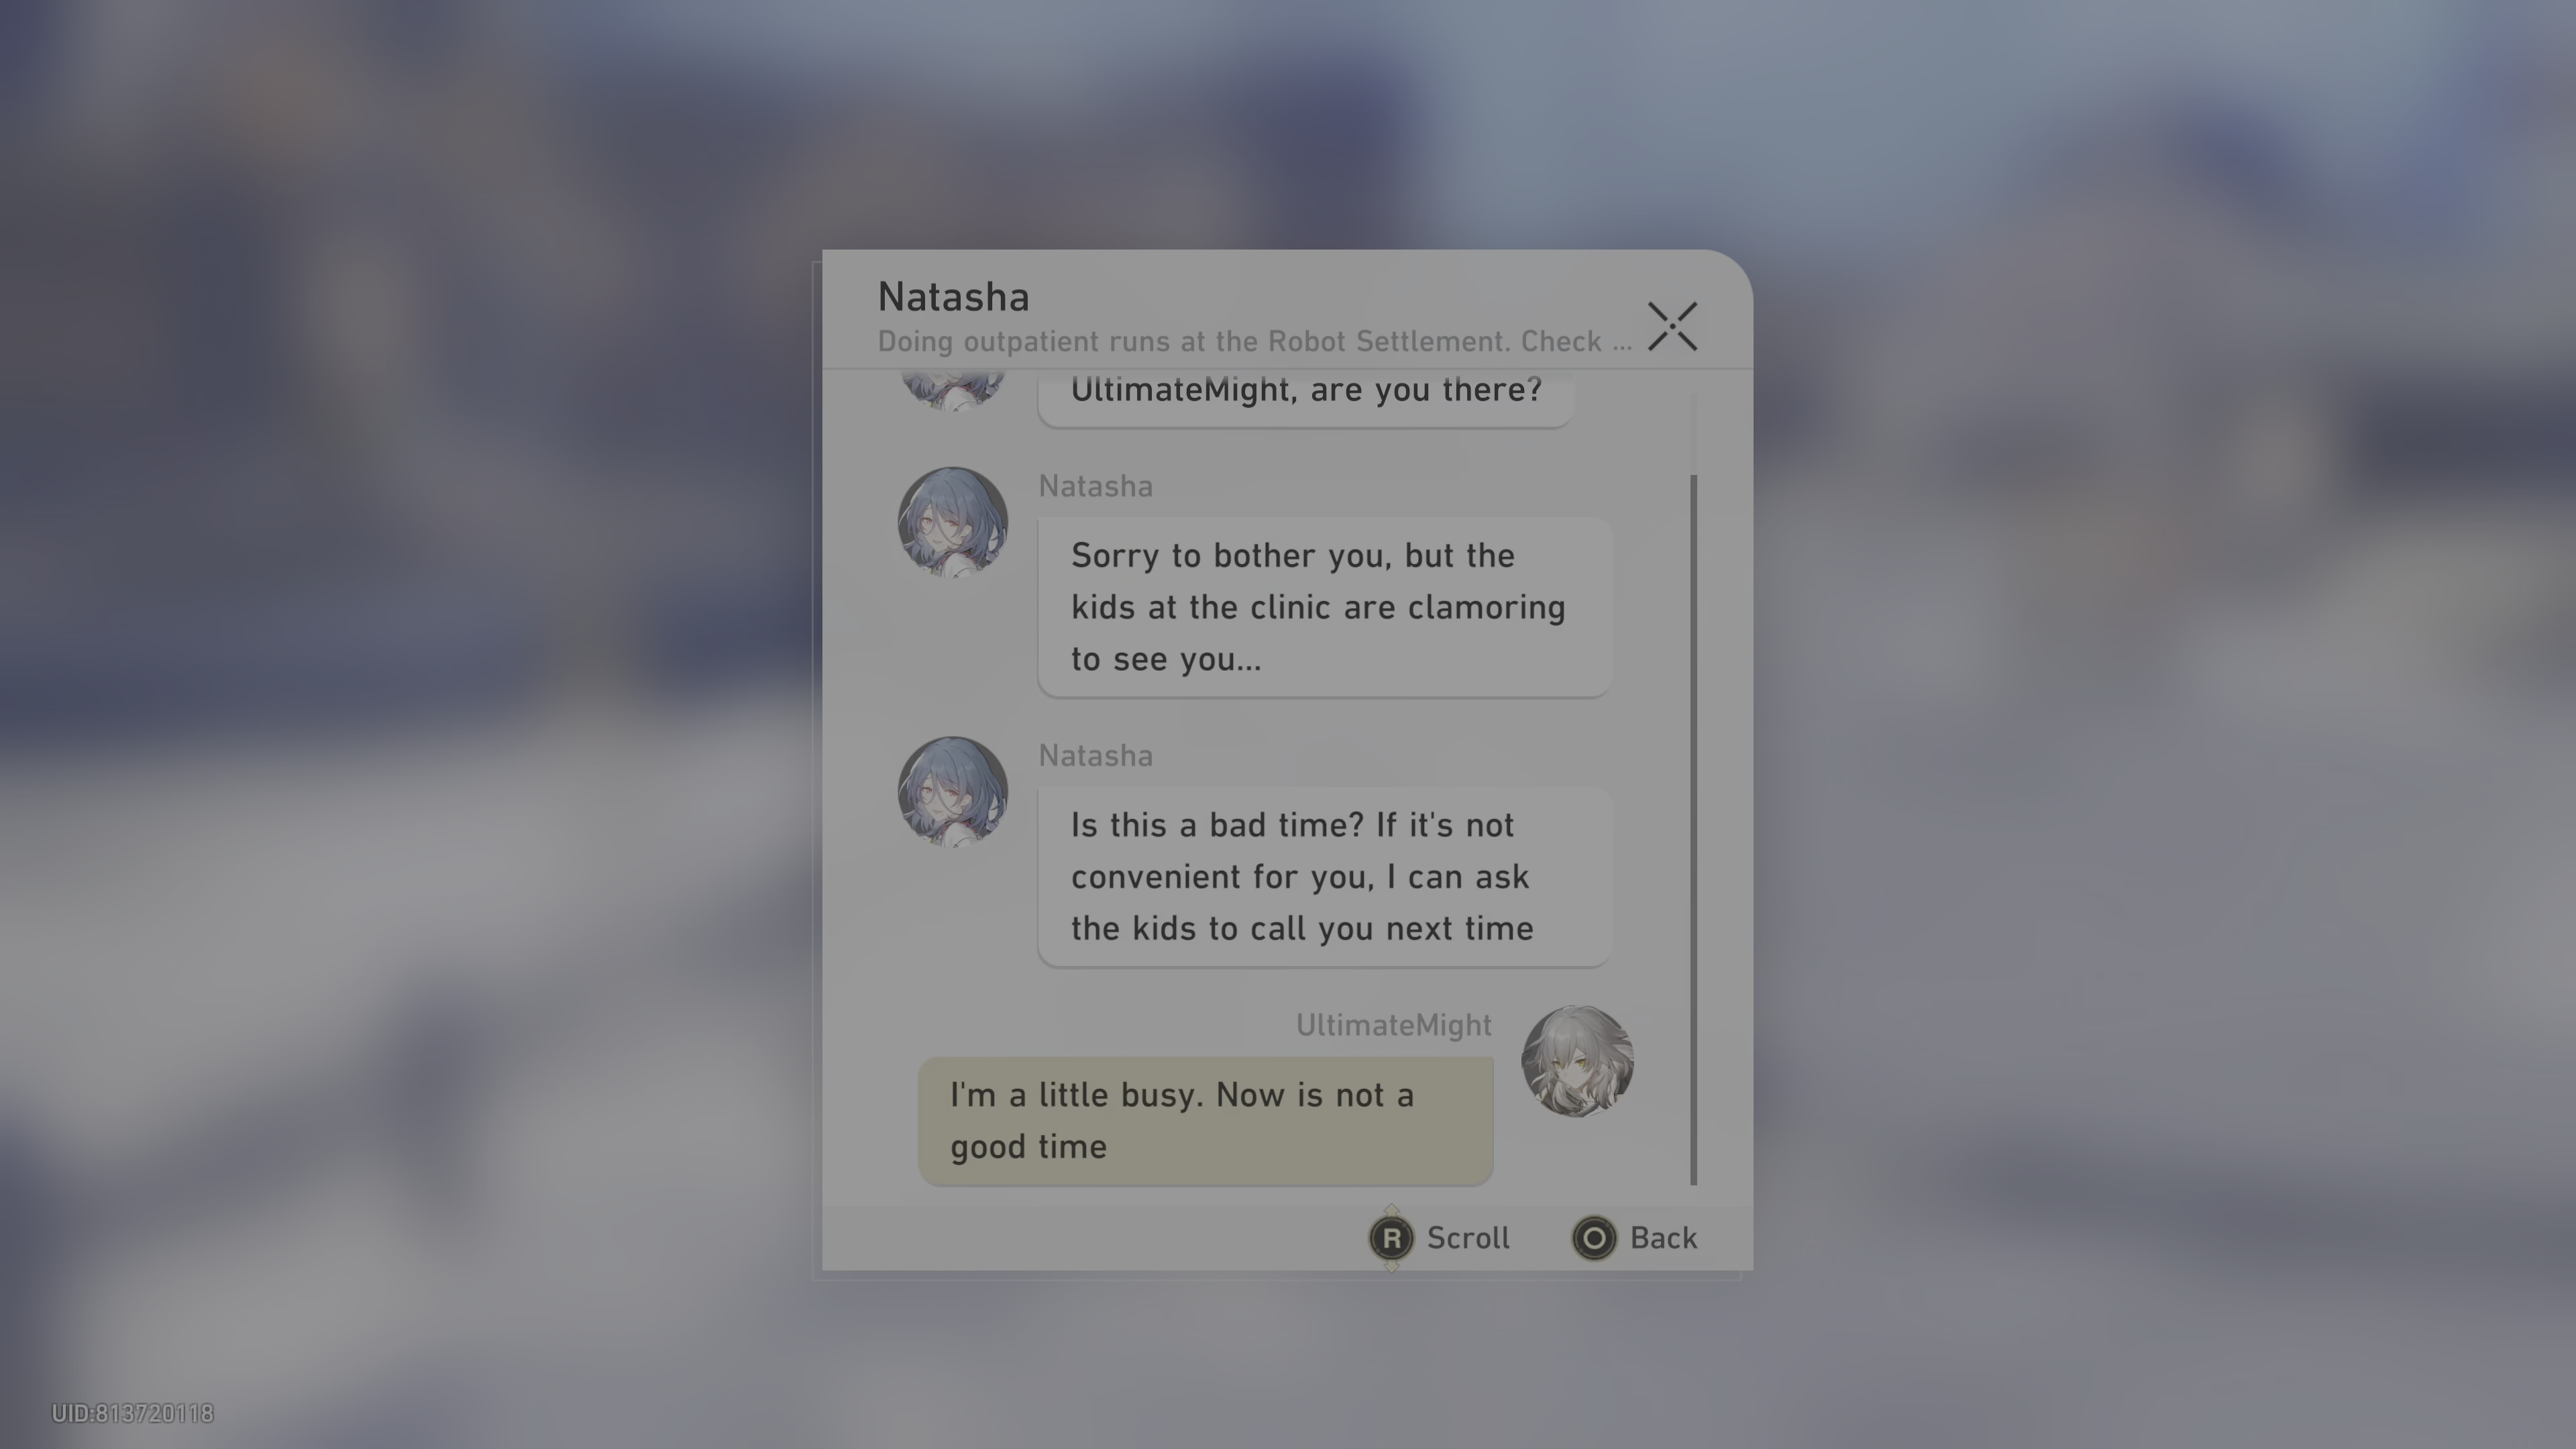 Natasha
Doing outpatient runs at the Robot Settlement. Check ...
UltimateMight, are you there?
Natasha
Sorry to bother you, but the
kids at the clinic are clamoring
to see you...
Natasha
Is this a bad time? If it's not
convenient for you, I can ask
the kids to call you next time
UltimateMight
I'm a little busy. Now is not a
good time
R Scroll
Back
UID:813720118